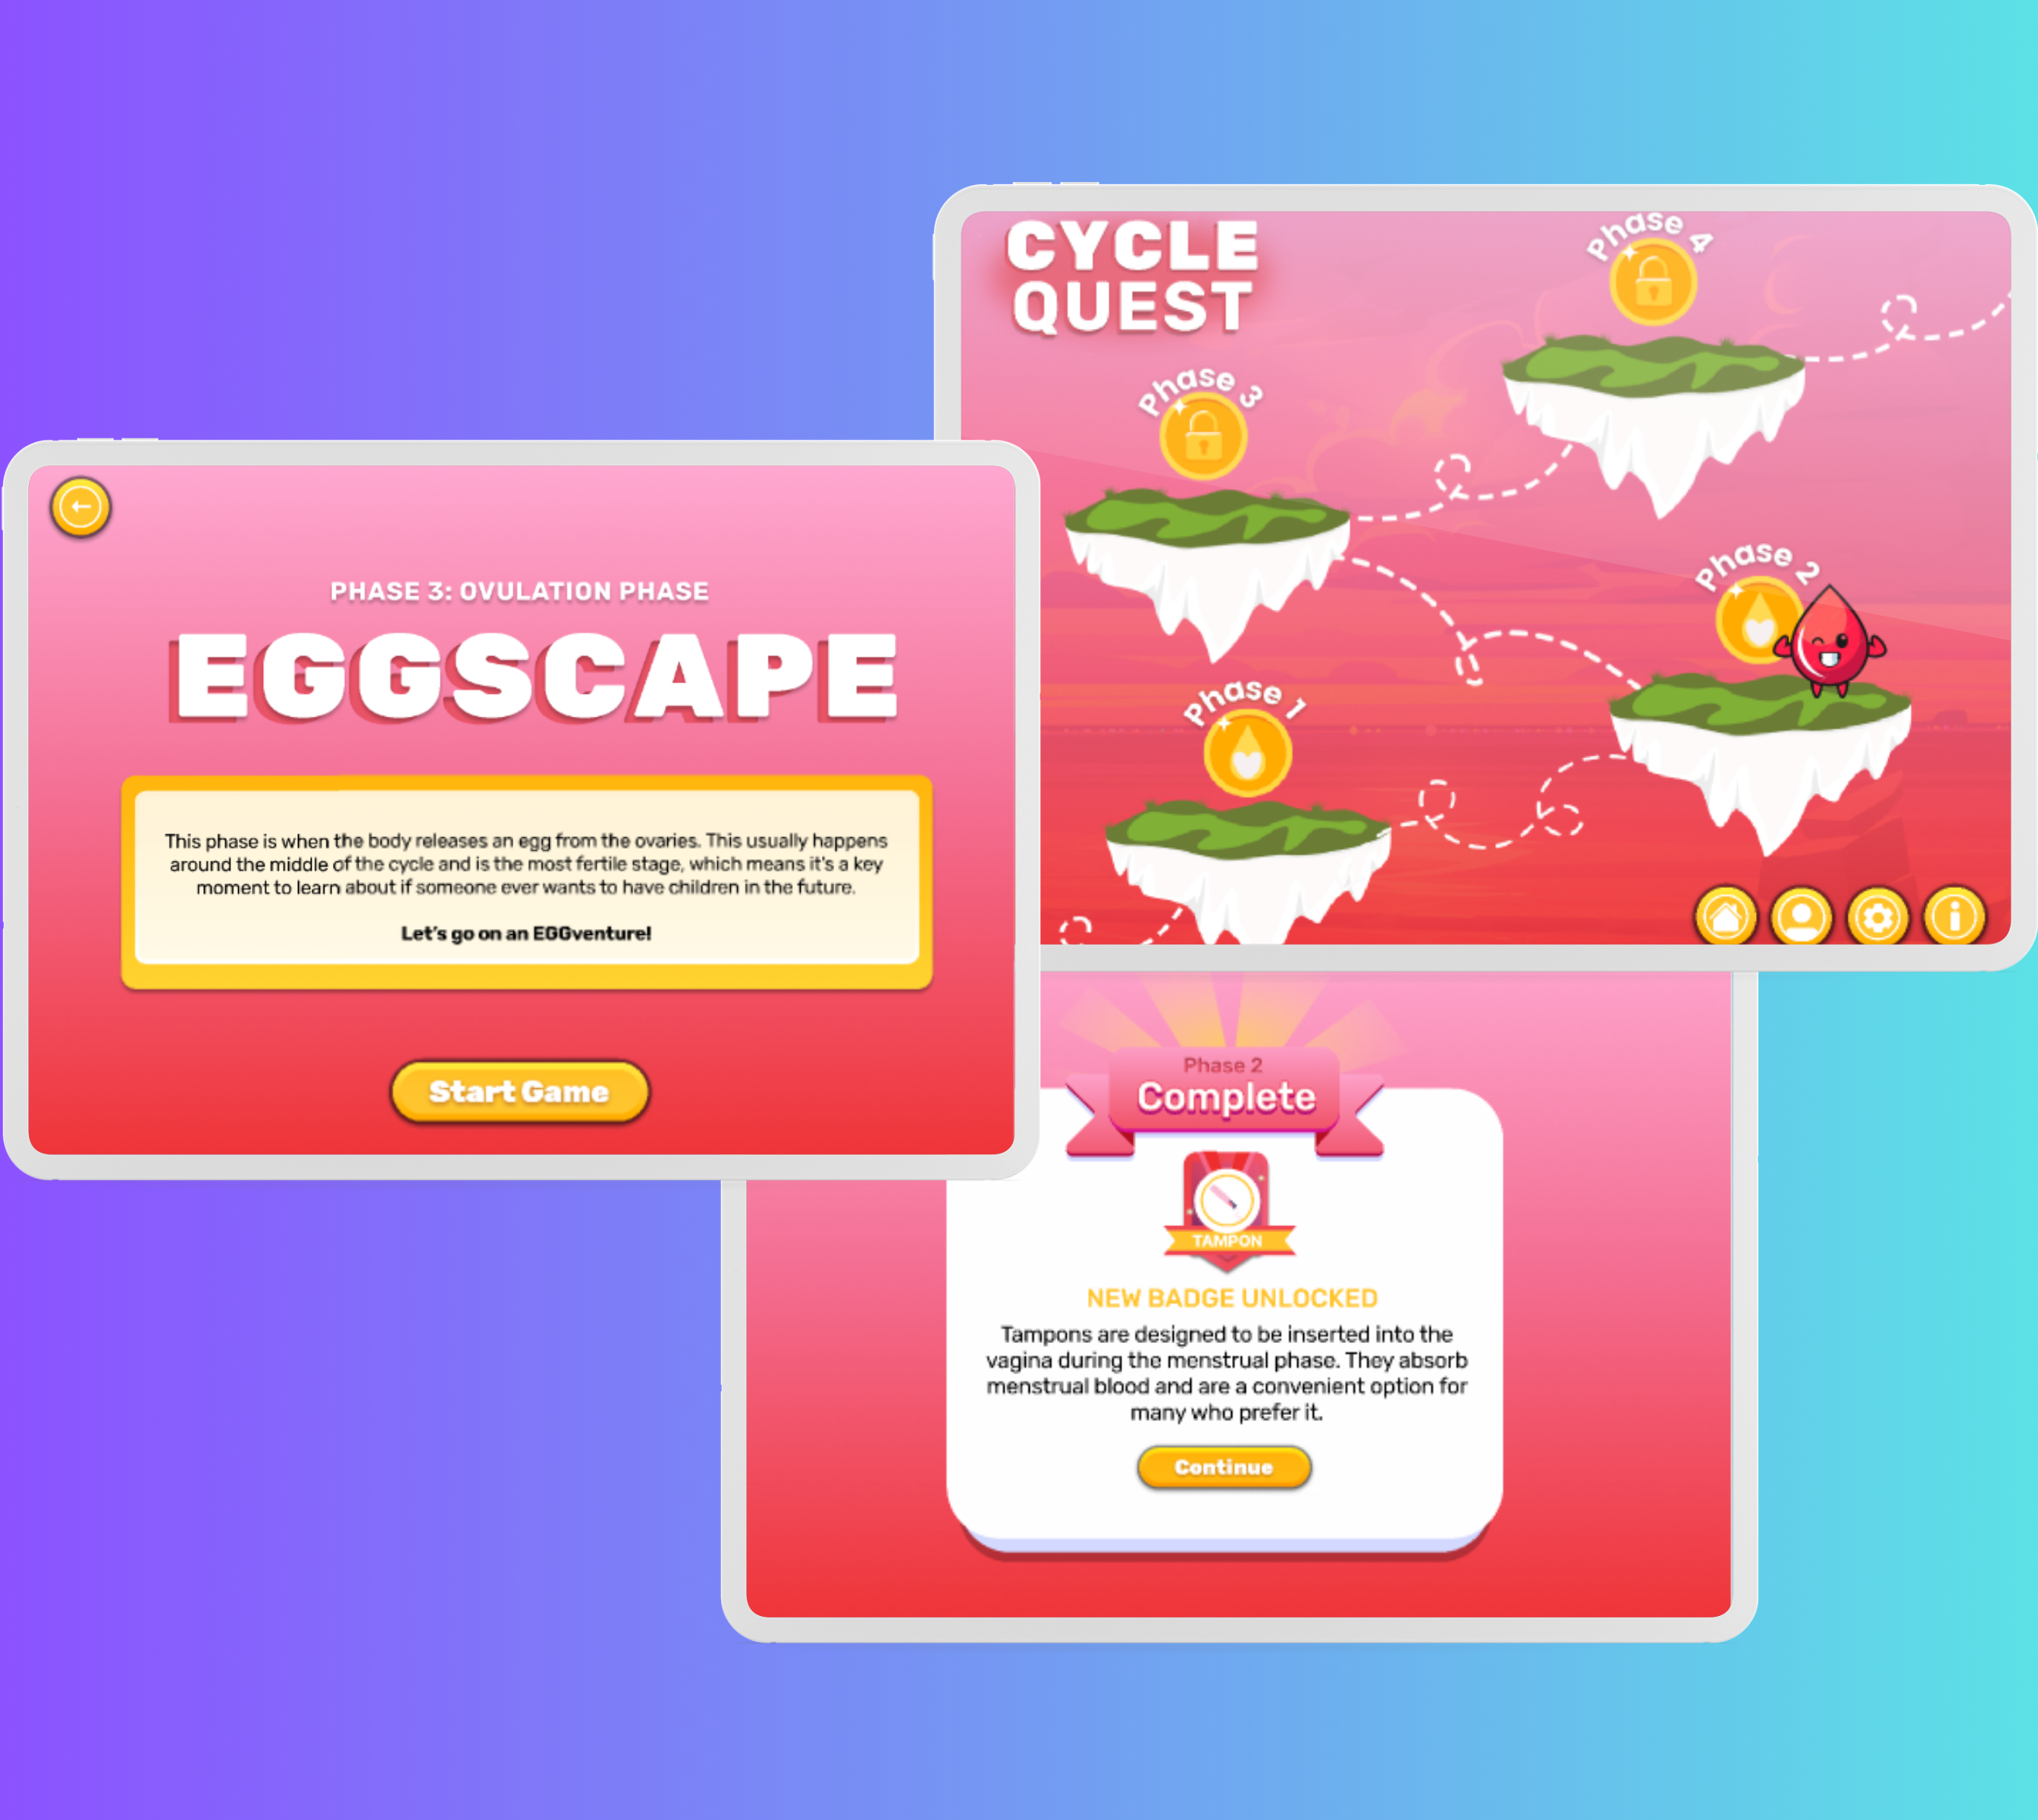 CYCLE
QUEST
Phase 4
Phase 3
Phase 2
Phase 1
PHASE 3: OVULATION PHASE
EGGSCAPE
This phase is when the body releases an egg from the ovaries. This usually happens
around the middle of the cycle and is the most fertile stage, which means it's a key
moment to learn about if someone ever wants to have children in the future.
Let's go on an EGGventure!
Start Game
Phase 2
Complete
TAMPON
NEW BADGE UNLOCKED
Tampons are designed to be inserted into the
vagina during the menstrual phase. They absorb
menstrual blood and are a convenient option for
many who prefer it.
Continue